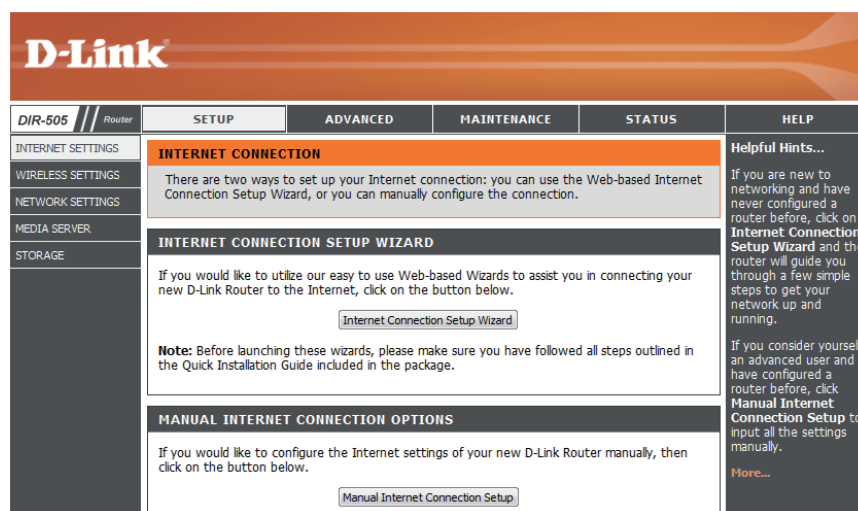 D-Link
DIR-505 // Router
SETUP
ADVANCED
MAINTENANCE
STATUS
HELP
INTERNET SETTINGS
WIRELESS SETTINGS
NETWORK SETTINGS
MEDIA SERVER
STORAGE
INTERNET CONNECTION
There are two ways to set up your Internet connection: you can use the Web-based Internet
Connection Setup Wizard, or you can manually configure the connection.
INTERNET CONNECTION SETUP WIZARD
If you would like to utilize our easy to use Web-based Wizards to assist you in connecting your
new D-Link Router to the Internet, click on the button below.
Internet Connection Setup Wizard
Note: Before launching these wizards, please make sure you have followed all steps outlined in
the Quick Installation Guide included in the package.
MANUAL INTERNET CONNECTION OPTIONS
If you would like to configure the Internet settings of your new D-Link Router manually, then
click on the button below.
Manual Internet Connection Setup
Helpful Hints...
If you are new to
networking and have
never configured a
router before, click on
Internet Connection
Setup Wizard and the
router will guide you
through a few simple
steps to get your
network up and
running.
If you consider yoursel
an advanced user and
have configured a
router before, click
Manual Internet
Connection Setup to
input all the settings
manually.
More...